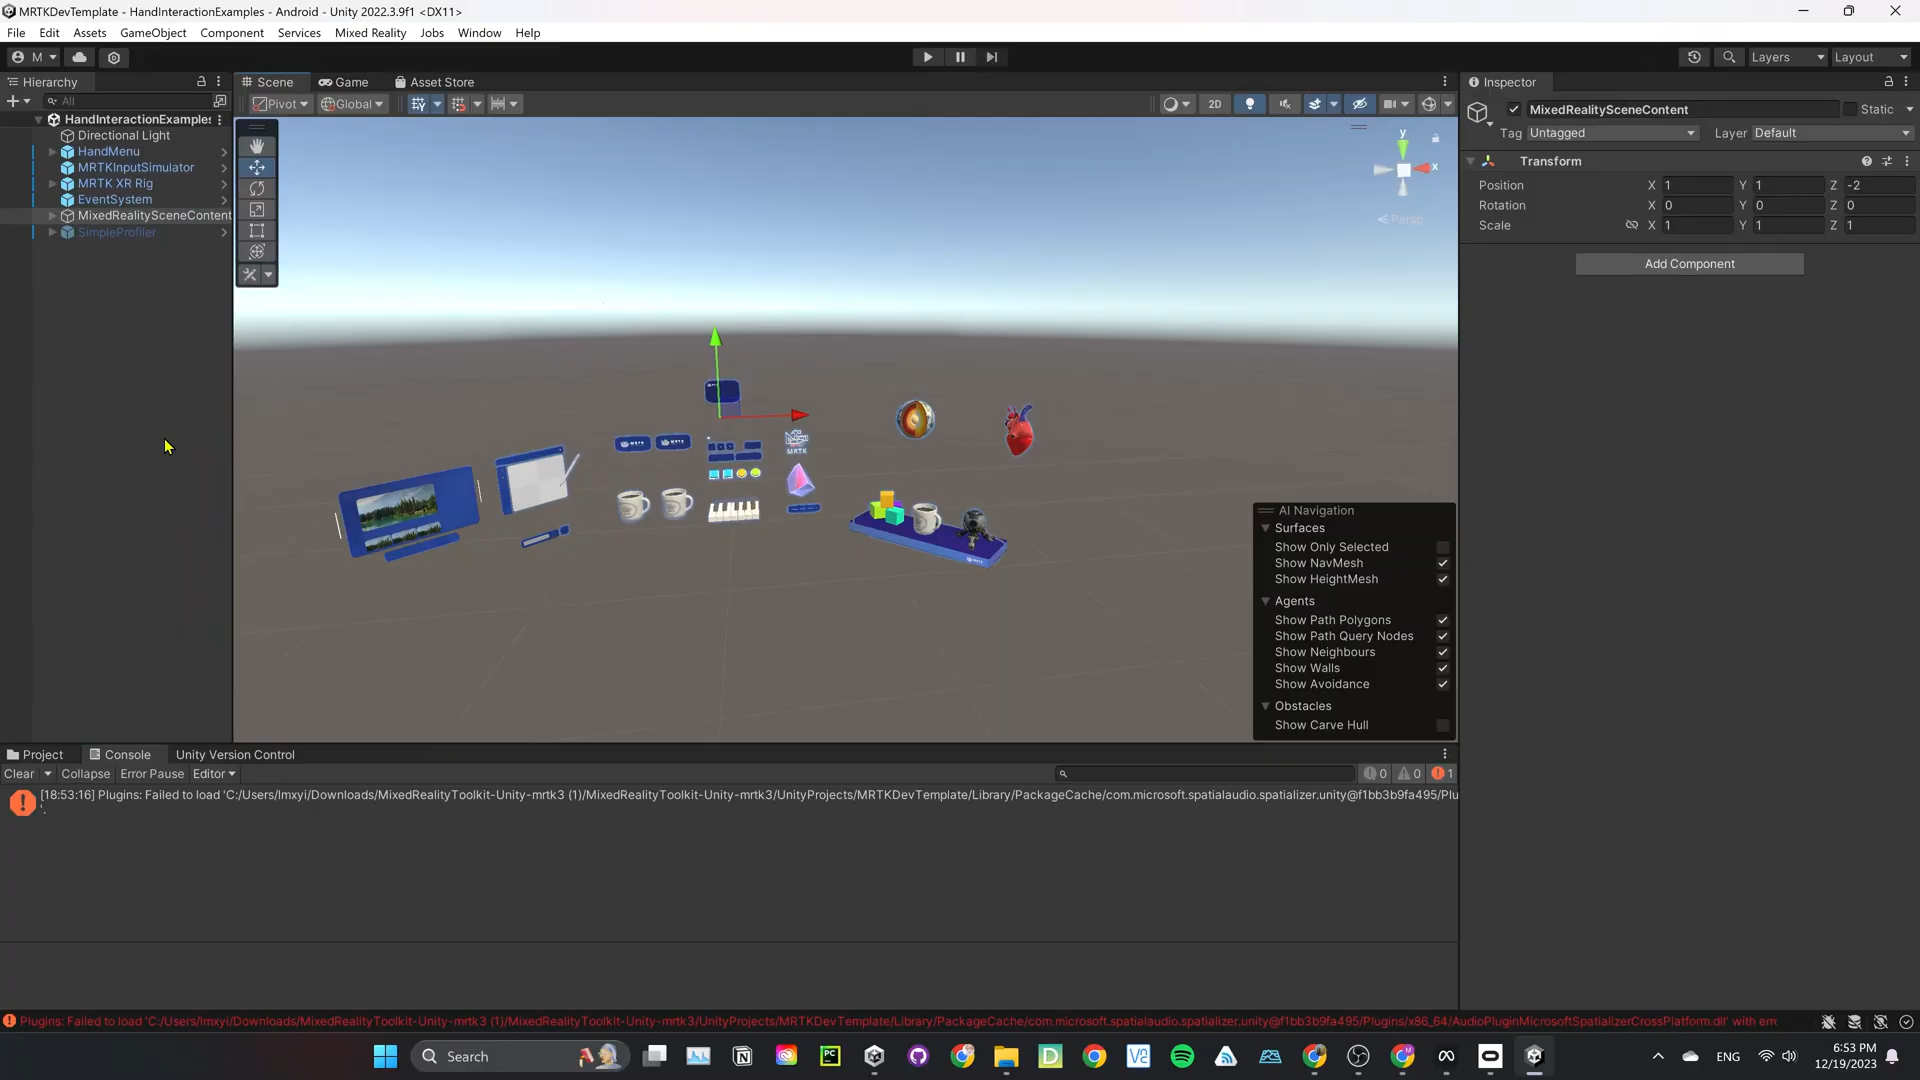 MRTKDevTemplate - HandInteractionExamples - Android - Unity 2022.3.9f1 <DX11>
File Edit Assets GameObject Component Services Mixed Reality Jobs Window Help
M Layers Layout
Hierarchy
All
HandInteractionExamples
Directional Light
HandMenu
MRTKInputSimulator
MRTK XR Rig
EventSystem
MixedRealitySceneContent
SimpleProfiler
Scene Game Asset Store
Pivot Global 2D
y
x
Persp
MRTK
AI Navigation
Surfaces
Show Only Selected
Show NavMesh
Show HeightMesh
Agents
Show Path Polygons
Show Path Query Nodes
Show Neighbours
Show Walls
Show Avoidance
Obstacles
Show Carve Hull
Inspector
MixedRealitySceneContent Static
Tag Untagged Layer Default
Transform
Position X 1 Y 1 Z -2
Rotation X 0 Y 0 Z 0
Scale X 1 Y 1 Z 1
Add Component
Project Console Unity Version Control
Clear Collapse Error Pause Editor 0 0 1
[18:53:16] Plugins: Failed to load 'C:/Users/lmxyi/Downloads/MixedRealityToolkit-Unity-mrtk3 (1)/MixedRealityToolkit-Unity-mrtk3/UnityProjects/MRTKDevTemplate/Library/PackageCache/com.microsoft.spatialaudio.spatializer.unity@f1bb3b9fa495/Plu
Plugins: Failed to load 'C:/Users/lmxyi/Downloads/MixedRealityToolkit-Unity-mrtk3 (1)/MixedRealityToolkit-Unity-mrtk3/UnityProjects/MRTKDevTemplate/Library/PackageCache/com.microsoft.spatialaudio.spatializer.unity@f1bb3b9fa495/Plugins/x86_64/AudioPluginMicrosoftSpatializerCrossPlatform.dll' with erro
Search PC D ENG 6:53 PM
12/19/2023